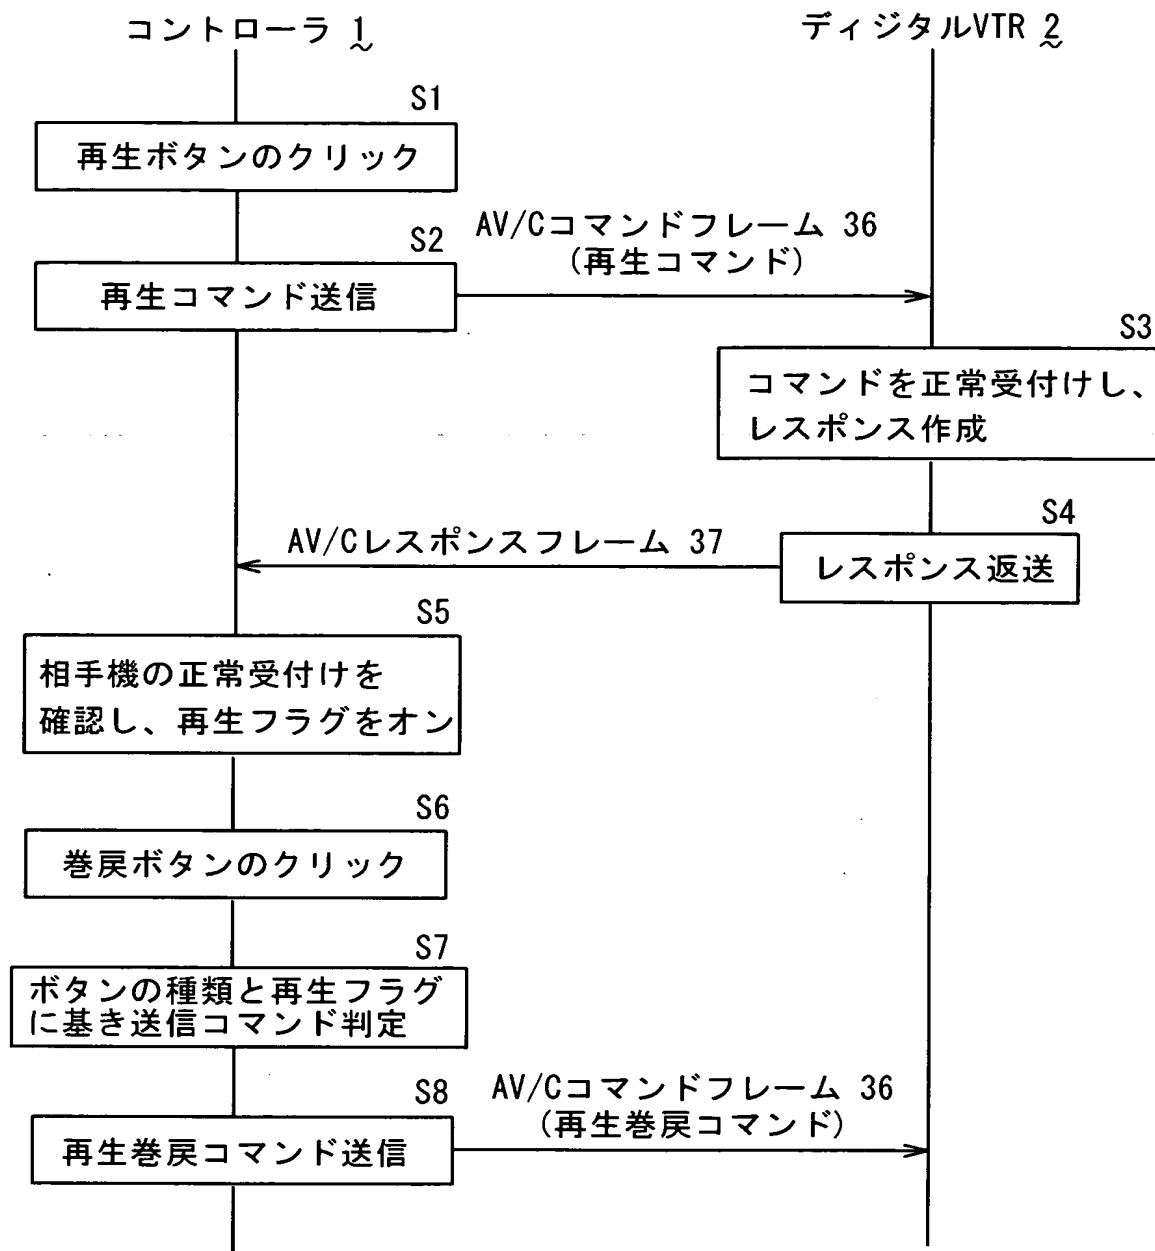 コントローラ 1
ディジタルVTR 2
S1
再生ボタンのクリック
S2
AV/Cコマンドフレーム 36
(再生コマンド)
再生コマンド送信
S3
コマンドを正常受付けし、
レスポンス作成
S4
AV/Cレスポンスフレーム 37
レスポンス返送
S5
相手機の正常受付けを
確認し、再生フラグをオン
S6
巻戻ボタンのクリック
S7
ボタンの種類と再生フラグ
に基き送信コマンド判定
S8
AV/Cコマンドフレーム 36
(再生巻戻コマンド)
再生巻戻コマンド送信